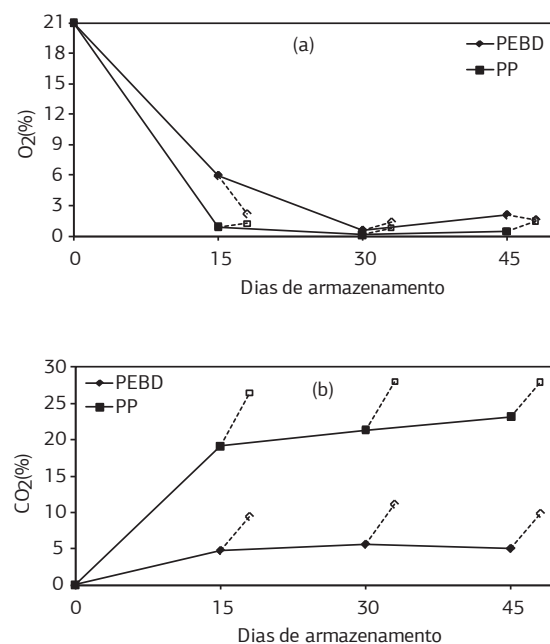 (a)
PEBD
PP
O2(%)
21
18
15
12
9
6
3
0
0 15 30 45
Dias de armazenamento
(b)
PEBD
PP
CO2(%)
30
25
20
15
10
5
0
0 15 30 45
Dias de armazenamento